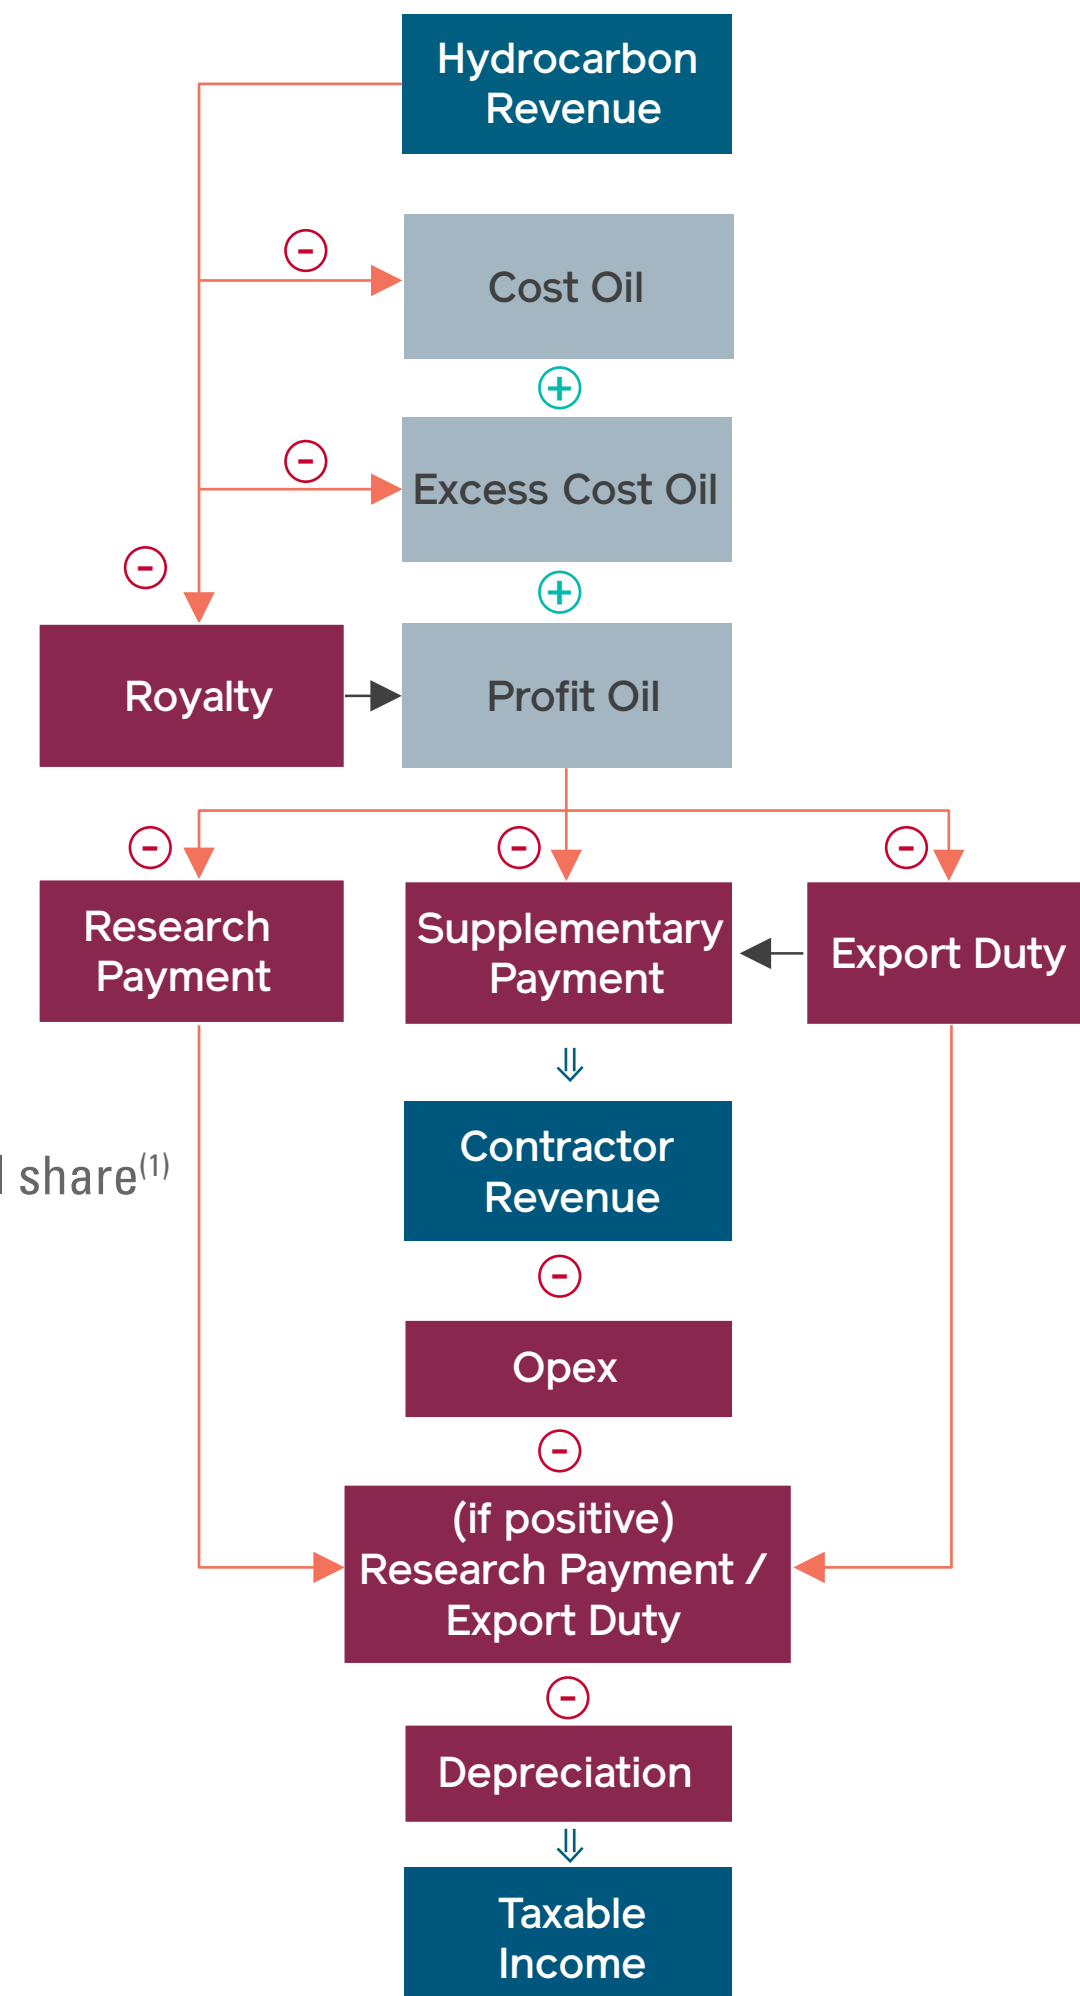 Hydrocarbon
Revenue
-
Cost Oil
+
-
Excess Cost Oil
-
+
Royalty
Profit Oil
-
-
-
Research
Payment
Supplementary
Payment
Export Duty
Contractor
Revenue
share(1)
-
Opex
-
(if positive)
Research Payment /
Export Duty
-
Depreciation
Taxable
Income